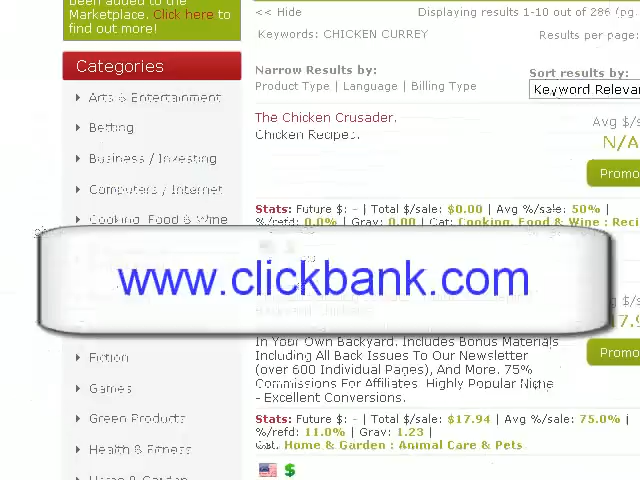 been added to the
Marketplace. Click here to
find out more!
Categories
Arts & Entertainment
Betting
Business / Investing
Computers / Internet
Cooking, Food & Wine
Fiction
Games
Green Products
Health & Fitness
Home & Garden
<< Hide
Displaying results 1-10 out of 286 (pg.
Keywords: CHICKEN CURREY
Results per page:
Narrow Results by:
Product Type | Language | Billing Type
Sort results by:
Keyword Relevan
The Chicken Crusader.
Chicken Recipes.
Avg $/s
N/A
Promo
Stats: Future $: - | Total $/sale: $0.00 | Avg %/sale: 50% |
%/refd: 0.0% | Grav: 0.00 | Cat: Cooking, Food & Wine : Reci
www.clickbank.com
In Your Own Backyard. Includes Bonus Materials
Including All Back Issues To Our Newsletter
(over 600 Individual Pages), And More. 75%
Commissions For Affiliates. Highly Popular Niche
- Excellent Conversions.
Promo
Stats: Future $: - | Total $/sale: $17.94 | Avg %/sale: 75.0% |
%/refd: 11.0% | Grav: 1.23 |
Cat: Home & Garden : Animal Care & Pets